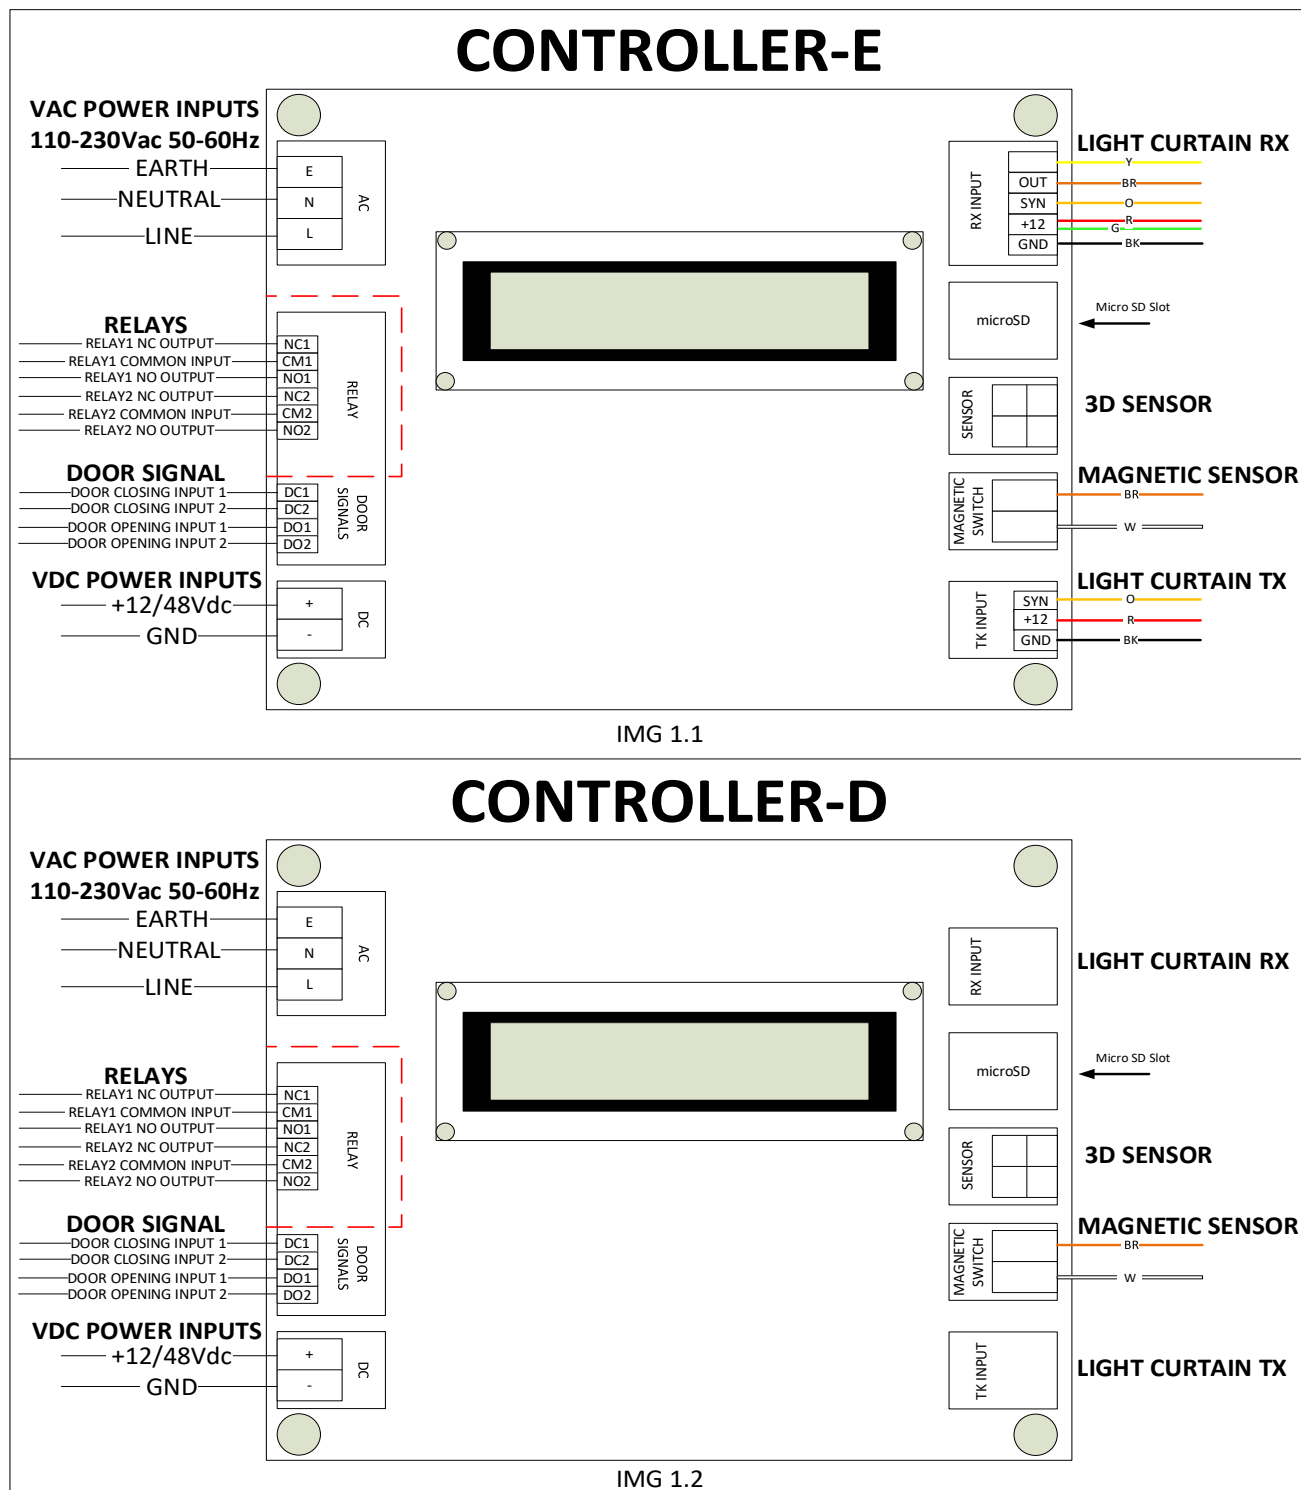 CONTROLLER-E
VAC POWER INPUTS
110-230Vac 50-60Hz
EARTH
NEUTRAL
LINE
E
N
L
AC
RELAYS
RELAY1 NC OUTPUT
RELAY1 COMMON INPUT
RELAY1 NO OUTPUT
RELAY2 NC OUTPUT
RELAY2 COMMON INPUT
RELAY2 NO OUTPUT
NC1
CM1
NO1
NC2
CM2
NO2
RELAY
DOOR SIGNAL
DOOR CLOSING INPUT 1
DOOR CLOSING INPUT 2
DOOR OPENING INPUT 1
DOOR OPENING INPUT 2
DC1
DC2
DO1
DO2
DOOR
SIGNALS
VDC POWER INPUTS
+12/48Vdc
GND
+
-
DC
LIGHT CURTAIN RX
RX INPUT
OUT
SYN
+12
GND
Y
BR
O
R
G
BK
microSD
Micro SD Slot
SENSOR
3D SENSOR
MAGNETIC SENSOR
MAGNETIC
SWITCH
BR
W
LIGHT CURTAIN TX
TK INPUT
SYN
+12
GND
O
R
BK
IMG 1.1
CONTROLLER-D
VAC POWER INPUTS
110-230Vac 50-60Hz
EARTH
NEUTRAL
LINE
E
N
L
AC
RELAYS
RELAY1 NC OUTPUT
RELAY1 COMMON INPUT
RELAY1 NO OUTPUT
RELAY2 NC OUTPUT
RELAY2 COMMON INPUT
RELAY2 NO OUTPUT
NC1
CM1
NO1
NC2
CM2
NO2
RELAY
DOOR SIGNAL
DOOR CLOSING INPUT 1
DOOR CLOSING INPUT 2
DOOR OPENING INPUT 1
DOOR OPENING INPUT 2
DC1
DC2
DO1
DO2
DOOR
SIGNALS
VDC POWER INPUTS
+12/48Vdc
GND
+
-
DC
RX INPUT
LIGHT CURTAIN RX
microSD
Micro SD Slot
SENSOR
3D SENSOR
MAGNETIC SENSOR
MAGNETIC
SWITCH
BR
W
TK INPUT
LIGHT CURTAIN TX
IMG 1.2